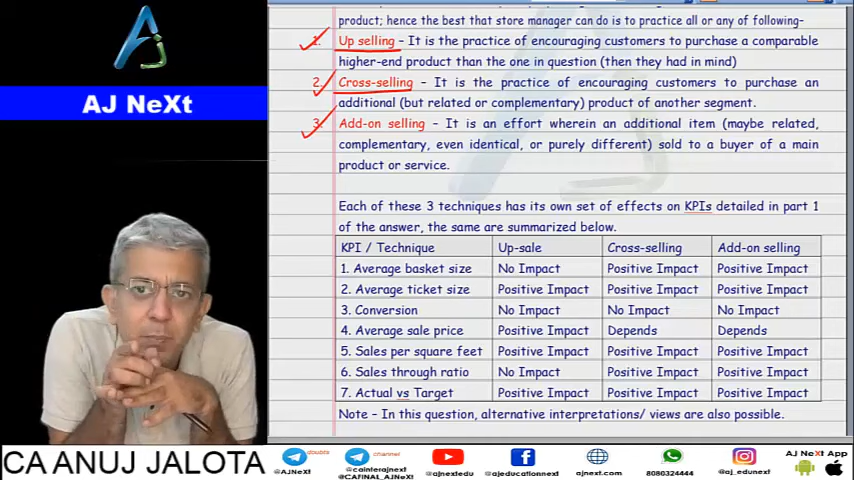 product; hence the best that store manager can do is to practice all or any of following-
1. Up selling – It is the practice of encouraging customers to purchase a comparable
higher-end product than the one in question (then they had in mind)
2. Cross-selling – It is the practice of encouraging customers to purchase an
additional (but related or complementary) product of another segment.
3. Add-on selling – It is an effort wherein an additional item (maybe related,
complementary, even identical, or purely different) sold to a buyer of a main
product or service.
Each of these 3 techniques has its own set of effects on KPIs detailed in part 1
of the answer, the same are summarized below.
KPI / Technique Up-sale Cross-selling Add-on selling
1. Average basket size No Impact Positive Impact Positive Impact
2. Average ticket size Positive Impact Positive Impact Positive Impact
3. Conversion No Impact No Impact No Impact
4. Average sale price Positive Impact Depends Depends
5. Sales per square feet Positive Impact Positive Impact Positive Impact
6. Sales through ratio No Impact Positive Impact Positive Impact
7. Actual vs Target Positive Impact Positive Impact Positive Impact
Note – In this question, alternative interpretations/ views are also possible.
AJ NeXt
CA ANUJ JALOTA
doubts
@AJNeXt
channel
@cainterajnext
@CAFINAL_AJNeXt
@ajnextedu
@ajeducationnext
ajnext.com
8080324444
@aj_edunext
AJ NeXt App